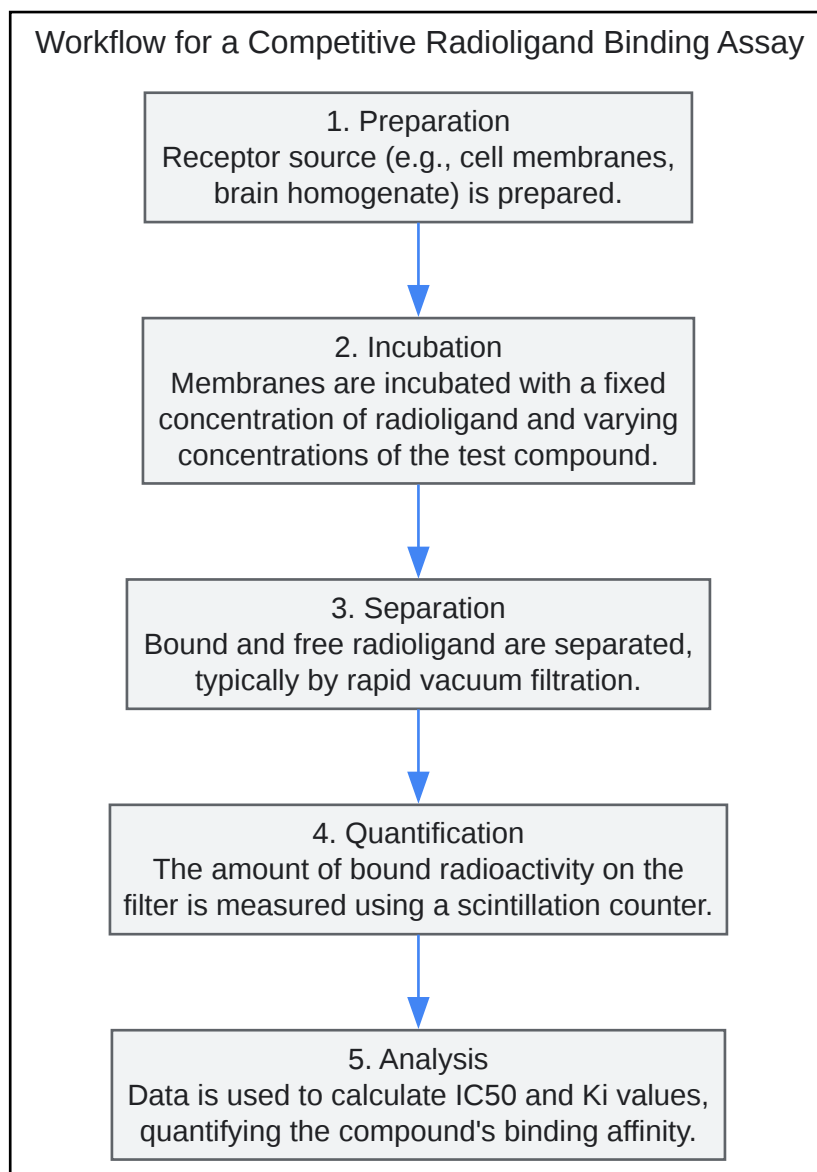 Workflow for a Competitive Radioligand Binding Assay
1. Preparation
Receptor source (e.g., cell membranes,
brain homogenate) is prepared.
2. Incubation
Membranes are incubated with a fixed
concentration of radioligand and varying
concentrations of the test compound.
3. Separation
Bound and free radioligand are separated,
typically by rapid vacuum filtration.
4. Quantification
The amount of bound radioactivity on the
filter is measured using a scintillation counter.
5. Analysis
Data is used to calculate IC50 and Ki values,
quantifying the compound's binding affinity.